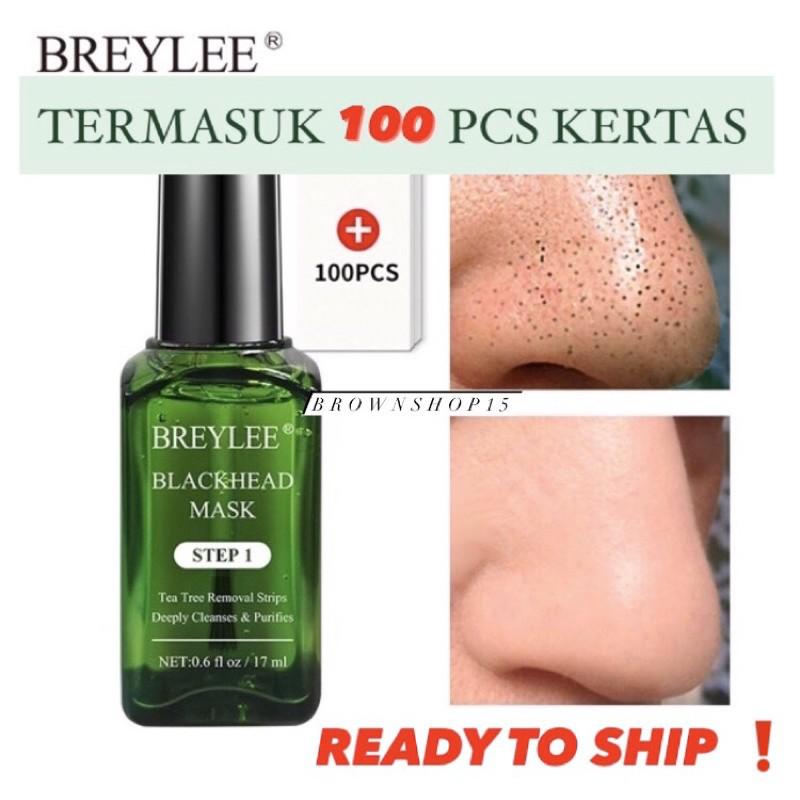 BREYLEE®
TERMASUK 100 PCS KERTAS
100PCS
BROWNSHOP15
BREYLEE®
BLACKHEAD
MASK
STEP 1
Tea Tree Removal Strips
Deeply Cleanses & Purifies
NET:0.6 fl oz / 17 ml
READY TO SHIP !